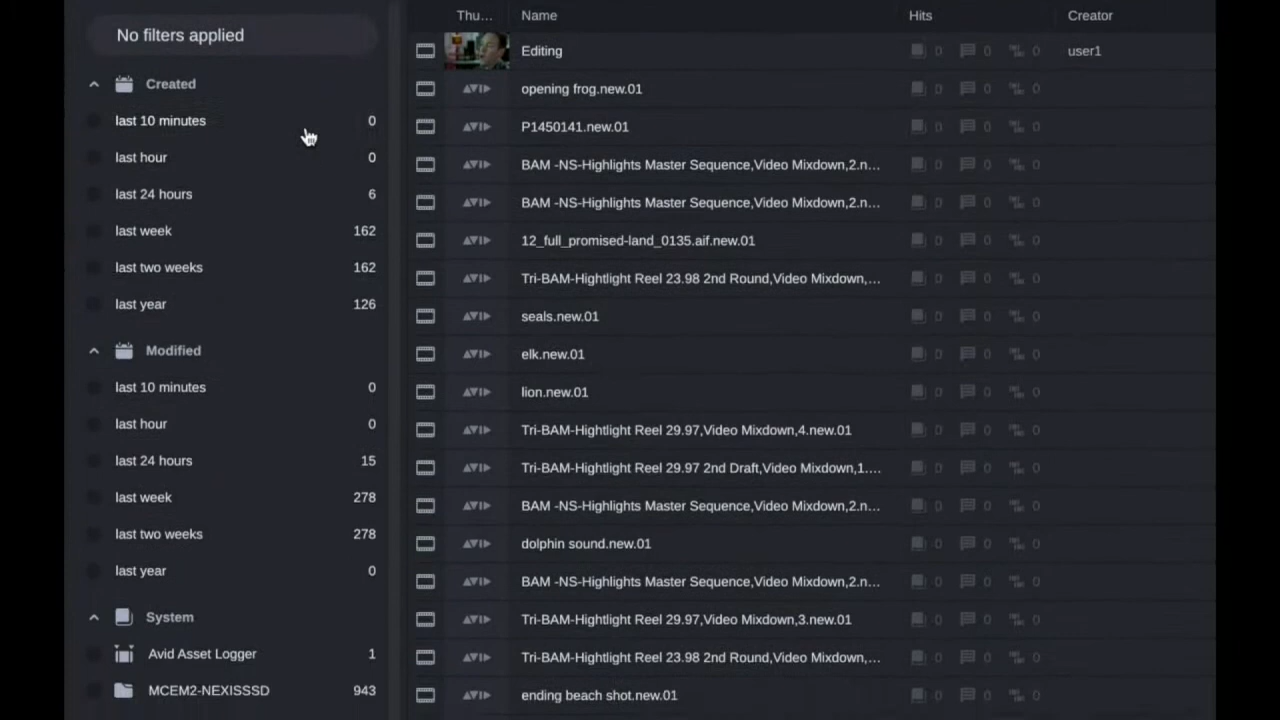 No filters applied
Created
last 10 minutes 0
last hour 0
last 24 hours 6
last week 162
last two weeks 162
last year 126
Modified
last 10 minutes 0
last hour 0
last 24 hours 15
last week 278
last two weeks 278
last year 0
System
Avid Asset Logger 1
MCEM2-NEXISSSD 943
Thu... Name Hits Creator
Editing 0 0 0 user1
opening frog.new.01 0 0 0
P1450141.new.01 0 0 0
BAM -NS-Highlights Master Sequence,Video Mixdown,2.n... 0 0 0
BAM -NS-Highlights Master Sequence,Video Mixdown,2.n... 0 0 0
12_full_promised-land_0135.aif.new.01 0 0 0
Tri-BAM-Hightlight Reel 23.98 2nd Round,Video Mixdown,... 0 0 0
seals.new.01 0 0 0
elk.new.01 0 0 0
lion.new.01 0 0 0
Tri-BAM-Hightlight Reel 29.97,Video Mixdown,4.new.01 0 0 0
Tri-BAM-Hightlight Reel 29.97 2nd Draft,Video Mixdown,1.... 0 0 0
BAM -NS-Highlights Master Sequence,Video Mixdown,2.n... 0 0 0
dolphin sound.new.01 0 0 0
BAM -NS-Highlights Master Sequence,Video Mixdown,2.n... 0 0 0
Tri-BAM-Hightlight Reel 29.97,Video Mixdown,3.new.01 0 0 0
Tri-BAM-Hightlight Reel 23.98 2nd Round,Video Mixdown,... 0 0 0
ending beach shot.new.01 0 0 0